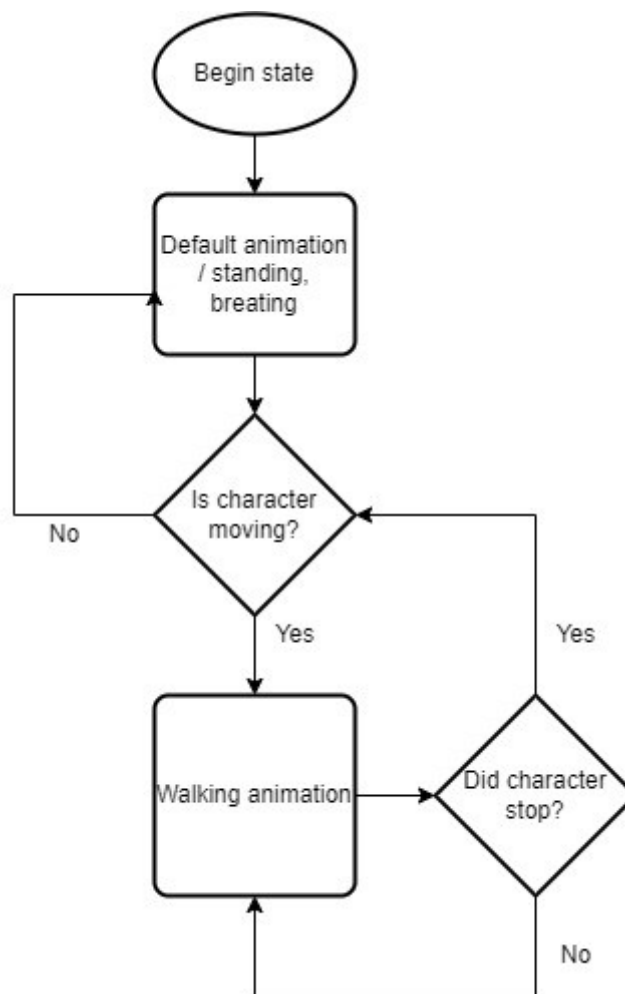 Begin state
Default animation
/ standing,
breating
Is character
moving?
No
Yes
Yes
Walking animation
Did character
stop?
No